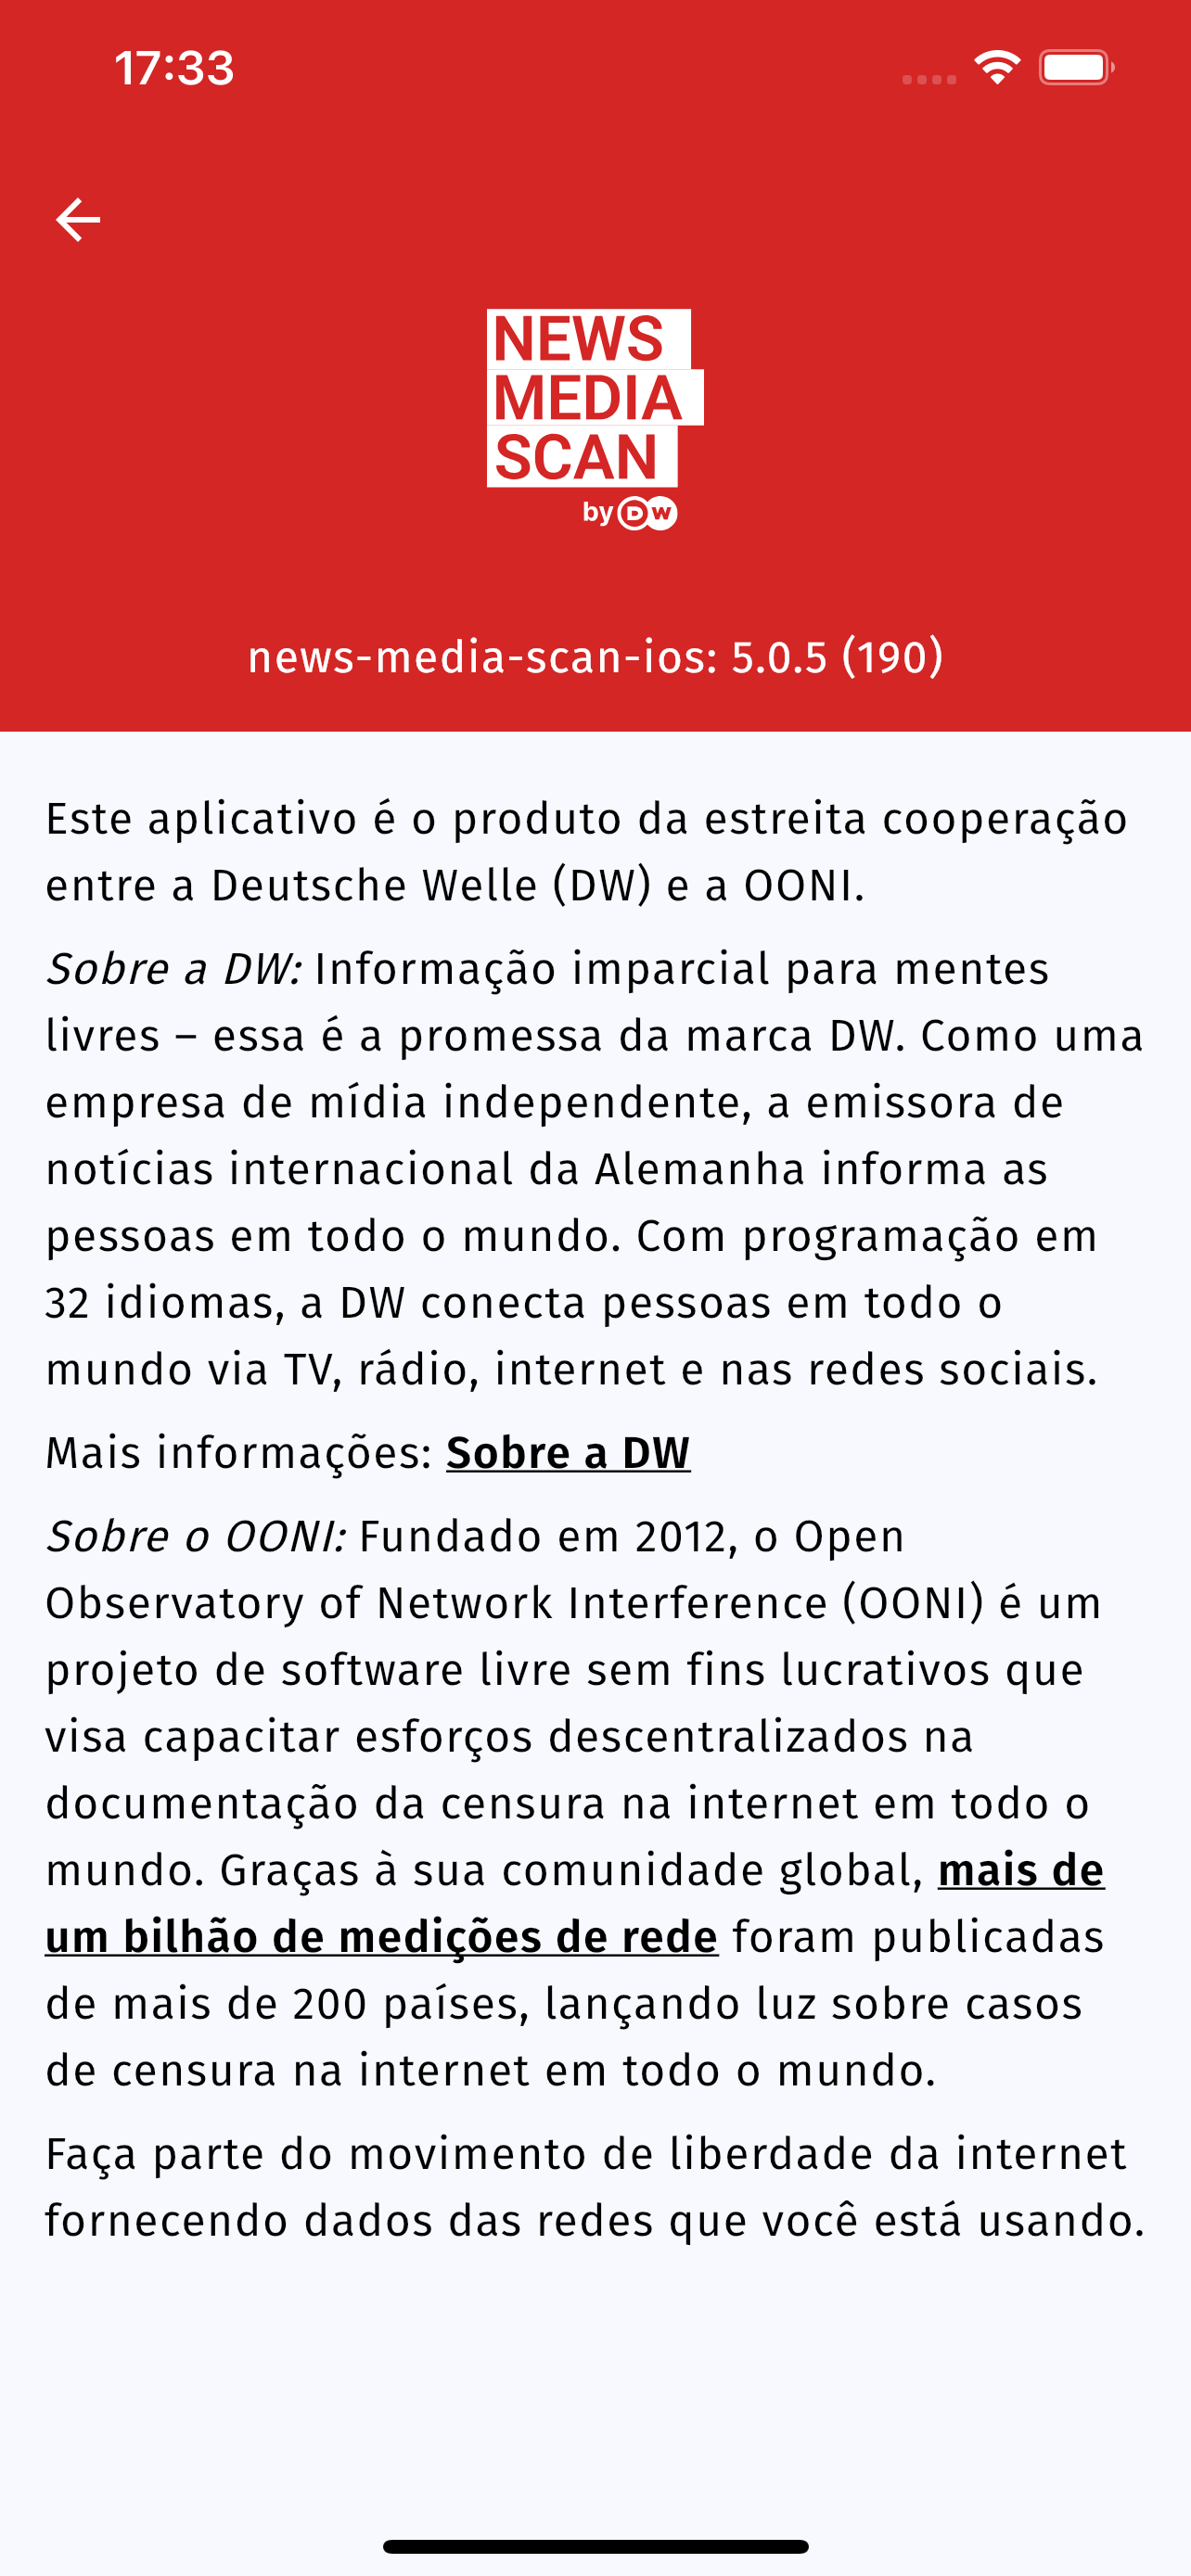 17:33
NEWS
MEDIA
SCAN
by DW
news-media-scan-ios: 5.0.5 (190)
Este aplicativo é o produto da estreita cooperação
entre a Deutsche Welle (DW) e a OONI.
Sobre a DW: Informação imparcial para mentes
livres – essa é a promessa da marca DW. Como uma
empresa de mídia independente, a emissora de
notícias internacional da Alemanha informa as
pessoas em todo o mundo. Com programação em
32 idiomas, a DW conecta pessoas em todo o
mundo via TV, rádio, internet e nas redes sociais.
Mais informações: Sobre a DW
Sobre o OONI: Fundado em 2012, o Open
Observatory of Network Interference (OONI) é um
projeto de software livre sem fins lucrativos que
visa capacitar esforços descentralizados na
documentação da censura na internet em todo o
mundo. Graças à sua comunidade global, mais de
um bilhão de medições de rede foram publicadas
de mais de 200 países, lançando luz sobre casos
de censura na internet em todo o mundo.
Faça parte do movimento de liberdade da internet
fornecendo dados das redes que você está usando.